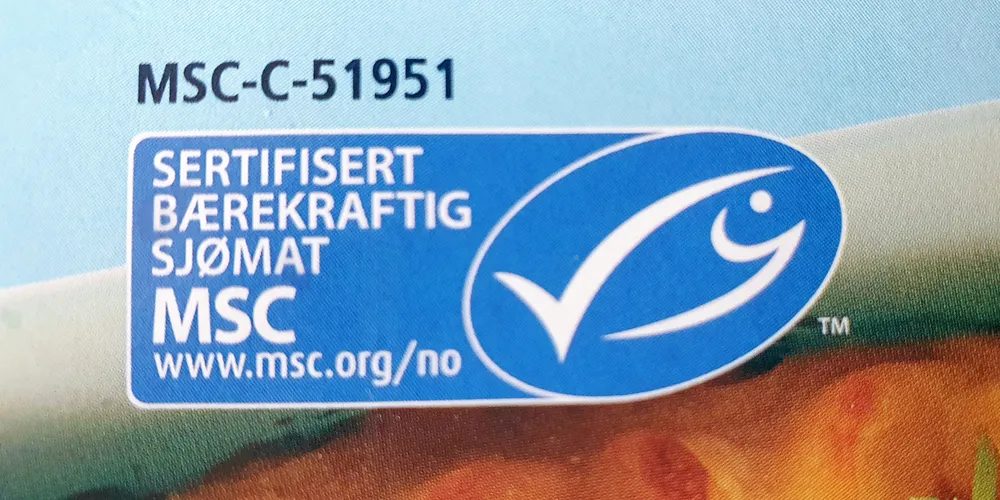 MSC-C-51951
SERTIFISERT
BÆREKRAFTIG
SJØMAT
MSC
www.msc.org/no
TM